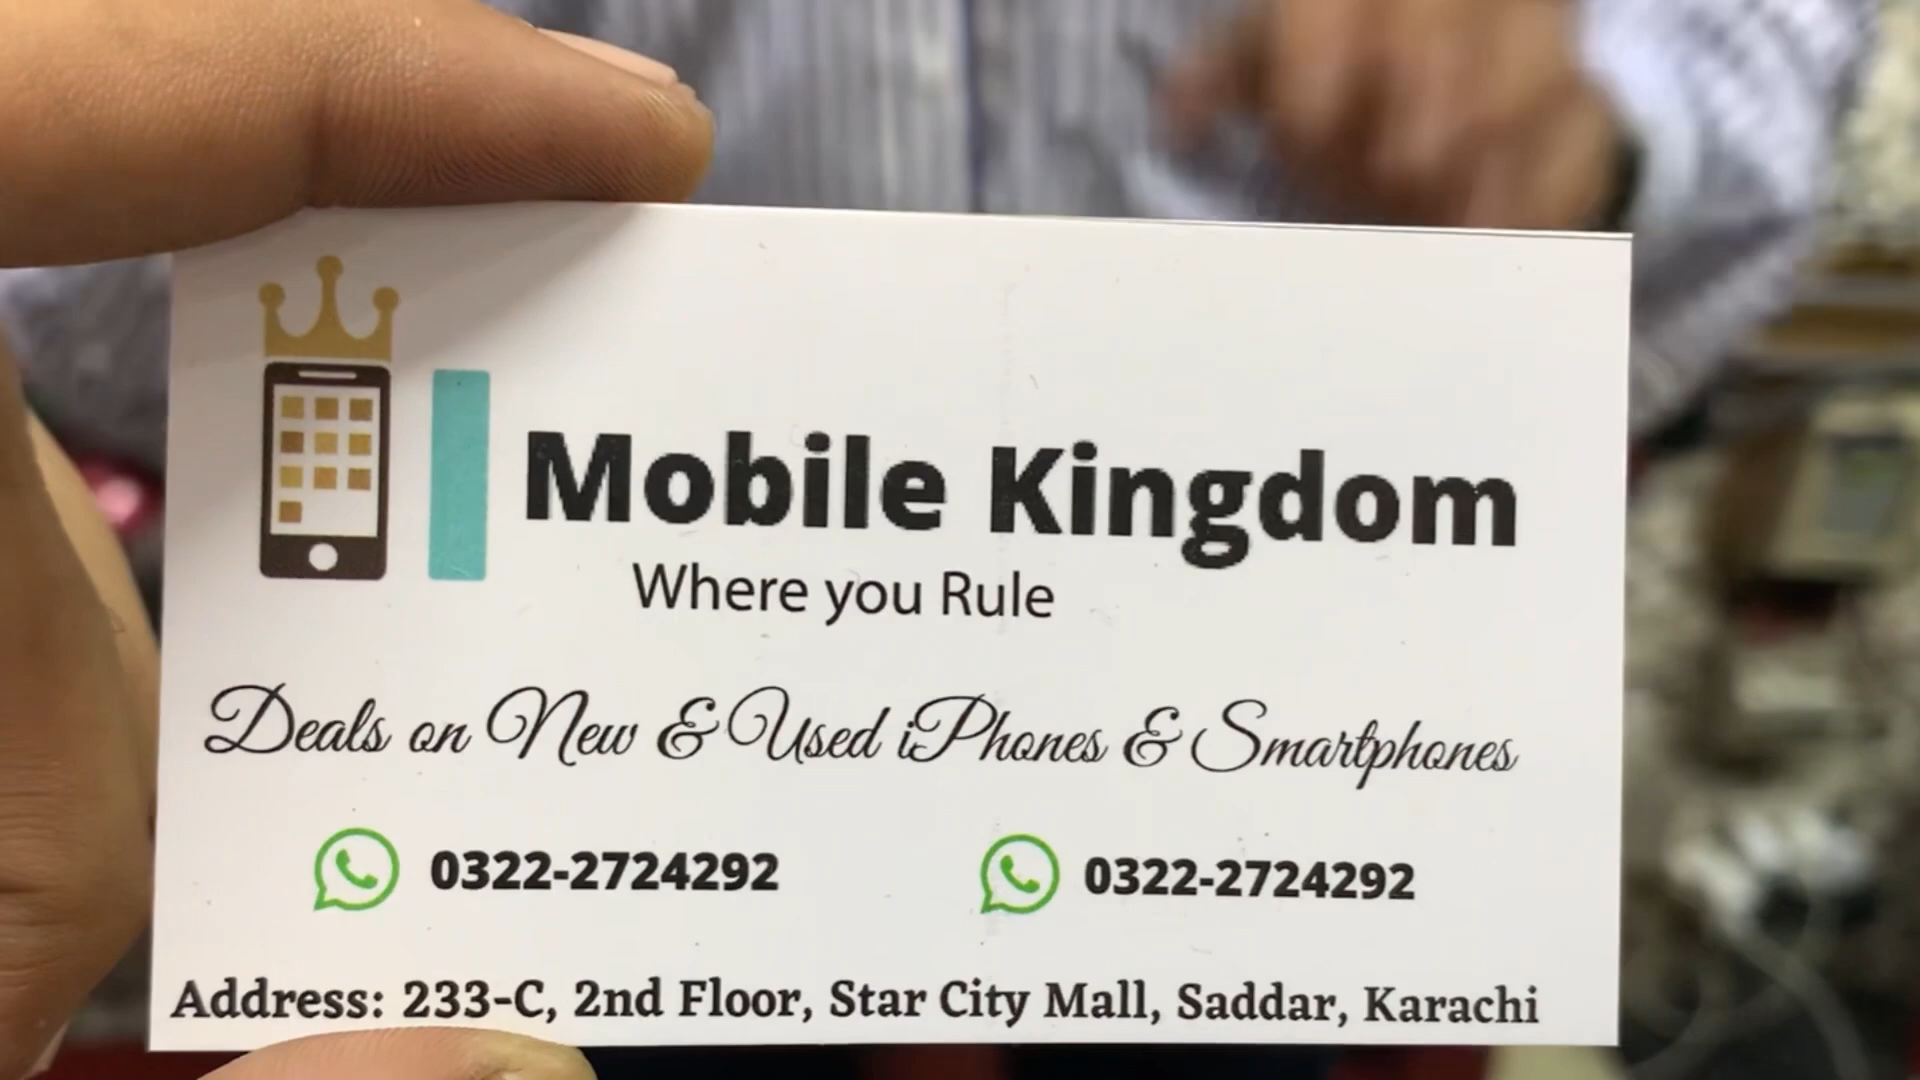 Mobile Kingdom
Where you Rule
Deals on New & Used iPhones & Smartphones
0322-2724292 0322-2724292
Address: 233-C, 2nd Floor, Star City Mall, Saddar, Karachi